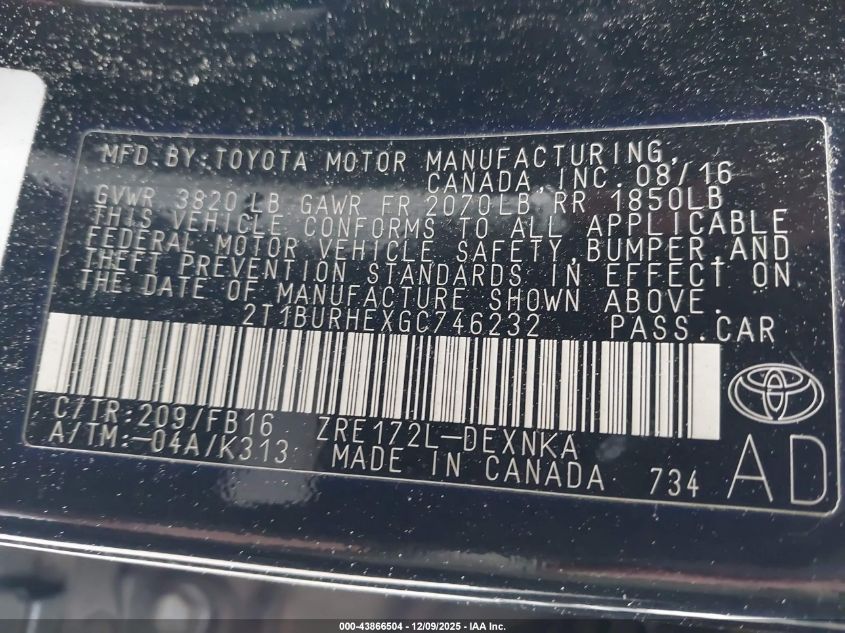 MFD.BY:TOYOTA MOTOR MANUFACTURING,
CANADA,INC.08/16
GVWR 3820 LB GAWR FR 2070LB RR 1850LB
THIS VEHICLE CONFORMS TO ALL APPLICABLE
FEDERAL MOTOR VEHICLE SAFETY,BUMPER,AND
THEFT PREVENTION STANDARDS IN EFFECT ON
THE DATE OF MANUFACTURE SHOWN ABOVE.
2T1BURHEXGC746232 PASS.CAR
C/TR:209/FB16 ZRE172L-DEXNKA
A/TM:-04A/K313 MADE IN CANADA 734
AD
000-43866504 - 12/09/2025 - IAA Inc.